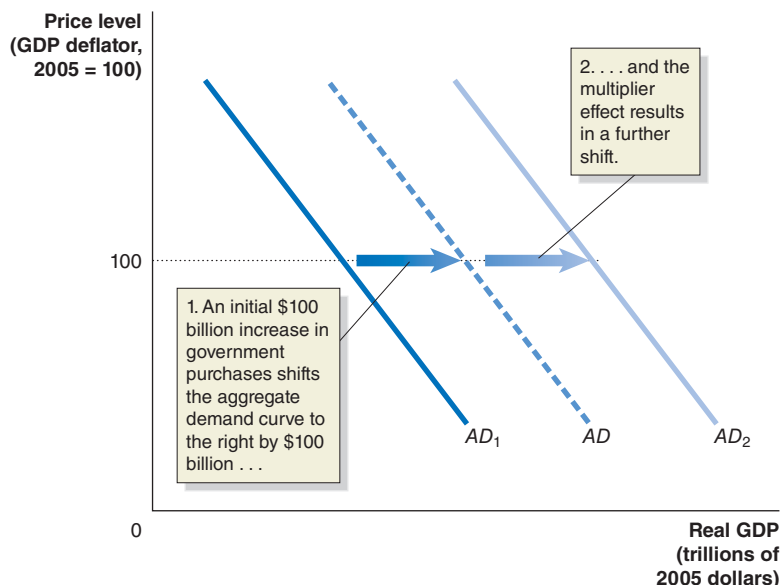 Price level
(GDP deflator,
2005 = 100)
2. . . . and the
multiplier
effect results
in a further
shift.
100
1. An initial $100
billion increase in
government
purchases shifts
the aggregate
demand curve to
the right by $100
billion . . .
AD1
AD
AD2
0
Real GDP
(trillions of
2005 dollars)